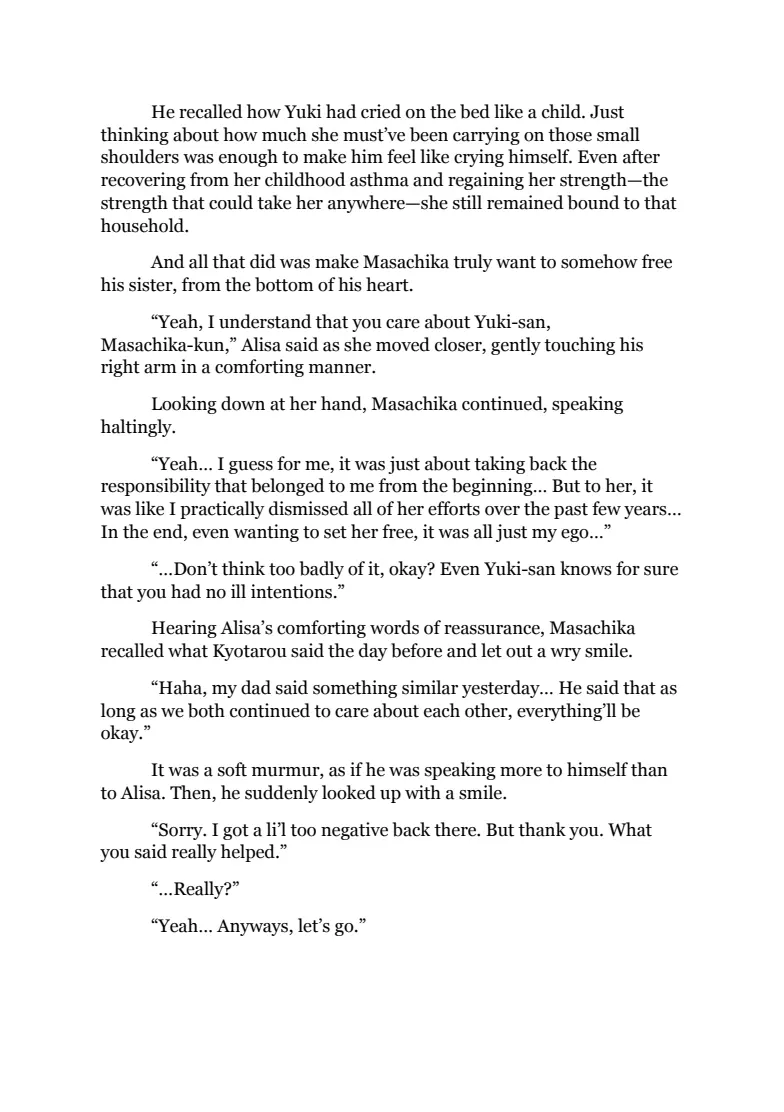 He recalled how Yuki had cried on the bed like a child. Just
thinking about how much she must’ve been carrying on those small
shoulders was enough to make him feel like crying himself. Even after
recovering from her childhood asthma and regaining her strength—the
strength that could take her anywhere—she still remained bound to that
household.
And all that did was make Masachika truly want to somehow free
his sister, from the bottom of his heart.
“Yeah, I understand that you care about Yuki-san,
Masachika-kun,” Alisa said as she moved closer, gently touching his
right arm in a comforting manner.
Looking down at her hand, Masachika continued, speaking
haltingly.
“Yeah… I guess for me, it was just about taking back the
responsibility that belonged to me from the beginning… But to her, it
was like I practically dismissed all of her efforts over the past few years…
In the end, even wanting to set her free, it was all just my ego…”
“…Don’t think too badly of it, okay? Even Yuki-san knows for sure
that you had no ill intentions.”
Hearing Alisa’s comforting words of reassurance, Masachika
recalled what Kyotarou said the day before and let out a wry smile.
“Haha, my dad said something similar yesterday… He said that as
long as we both continued to care about each other, everything’ll be
okay.”
It was a soft murmur, as if he was speaking more to himself than
to Alisa. Then, he suddenly looked up with a smile.
“Sorry. I got a li’l too negative back there. But thank you. What
you said really helped.”
“…Really?”
“Yeah… Anyways, let’s go.”